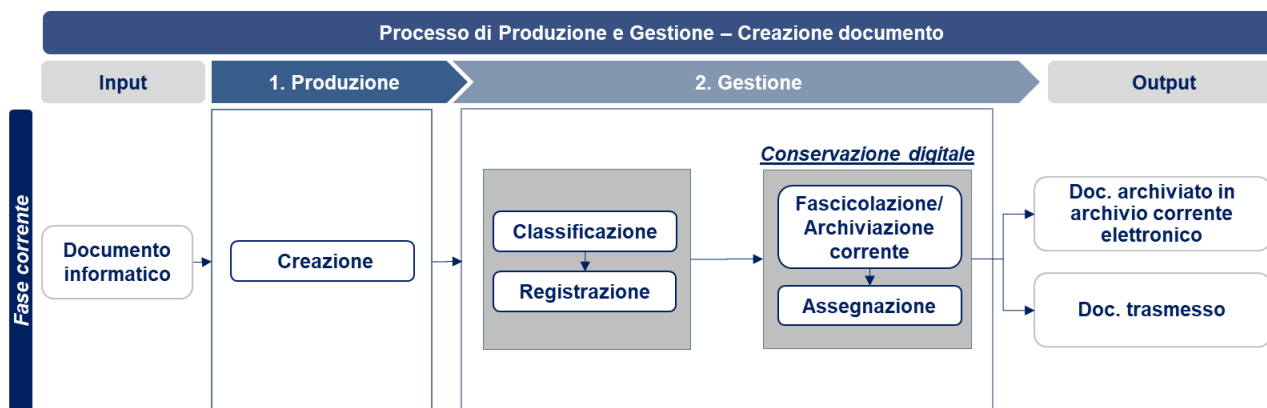 Processo di Produzione e Gestione – Creazione documento
Input
1. Produzione
2. Gestione
Output
Fase corrente
Documento
informatico
Creazione
Classificazione
Registrazione
Conservazione digitale
Fascicolazione/
Archiviazione
corrente
Assegnazione
Doc. archiviato in
archivio corrente
elettronico
Doc. trasmesso